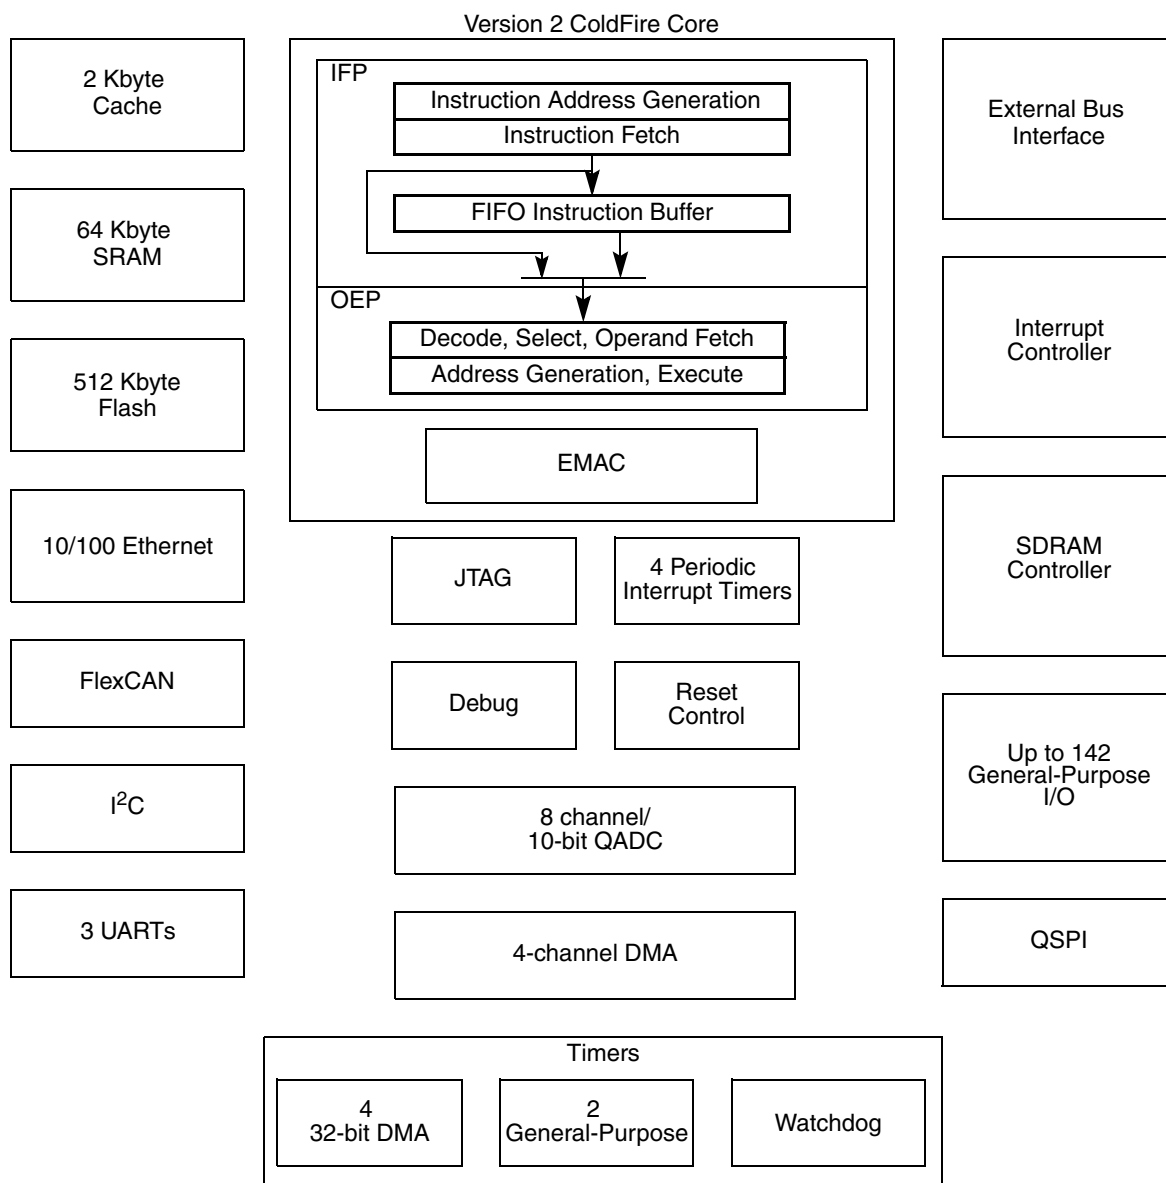 Version 2 ColdFire Core
2 Kbyte
Cache
64 Kbyte
SRAM
512 Kbyte
Flash
10/100 Ethernet
FlexCAN
I²C
3 UARTs
IFP
Instruction Address Generation
Instruction Fetch
FIFO Instruction Buffer
OEP
Decode, Select, Operand Fetch
Address Generation, Execute
EMAC
JTAG
4 Periodic
Interrupt Timers
Debug
Reset
Control
8 channel/
10-bit QADC
4-channel DMA
External Bus
Interface
Interrupt
Controller
SDRAM
Controller
Up to 142
General-Purpose
I/O
QSPI
Timers
4
32-bit DMA
2
General-Purpose
Watchdog